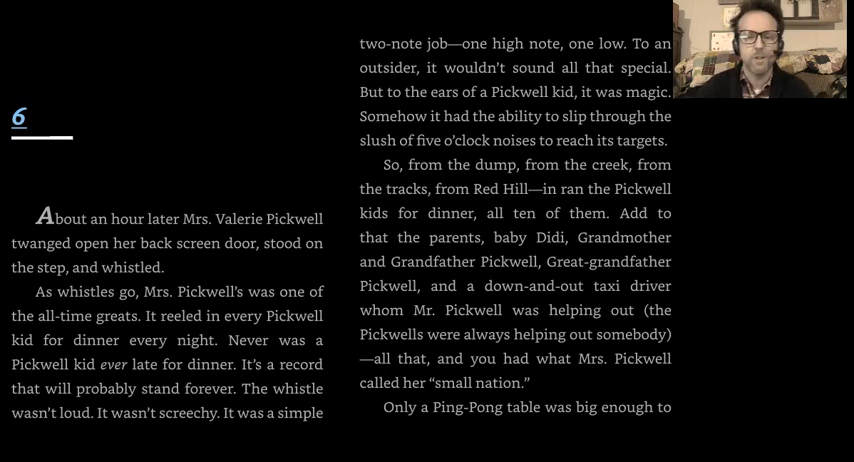 6
About an hour later Mrs. Valerie Pickwell
twanged open her back screen door, stood on
the step, and whistled.
As whistles go, Mrs. Pickwell’s was one of
the all-time greats. It reeled in every Pickwell
kid for dinner every night. Never was a
Pickwell kid ever late for dinner. It’s a record
that will probably stand forever. The whistle
wasn’t loud. It wasn’t screechy. It was a simple
two-note job—one high note, one low. To an
outsider, it wouldn’t sound all that special.
But to the ears of a Pickwell kid, it was magic.
Somehow it had the ability to slip through the
slush of five o’clock noises to reach its targets.
So, from the dump, from the creek, from
the tracks, from Red Hill—in ran the Pickwell
kids for dinner, all ten of them. Add to
that the parents, baby Didi, Grandmother
and Grandfather Pickwell, Great-grandfather
Pickwell, and a down-and-out taxi driver
whom Mr. Pickwell was helping out (the
Pickwells were always helping out somebody)
—all that, and you had what Mrs. Pickwell
called her “small nation.”
Only a Ping-Pong table was big enough to